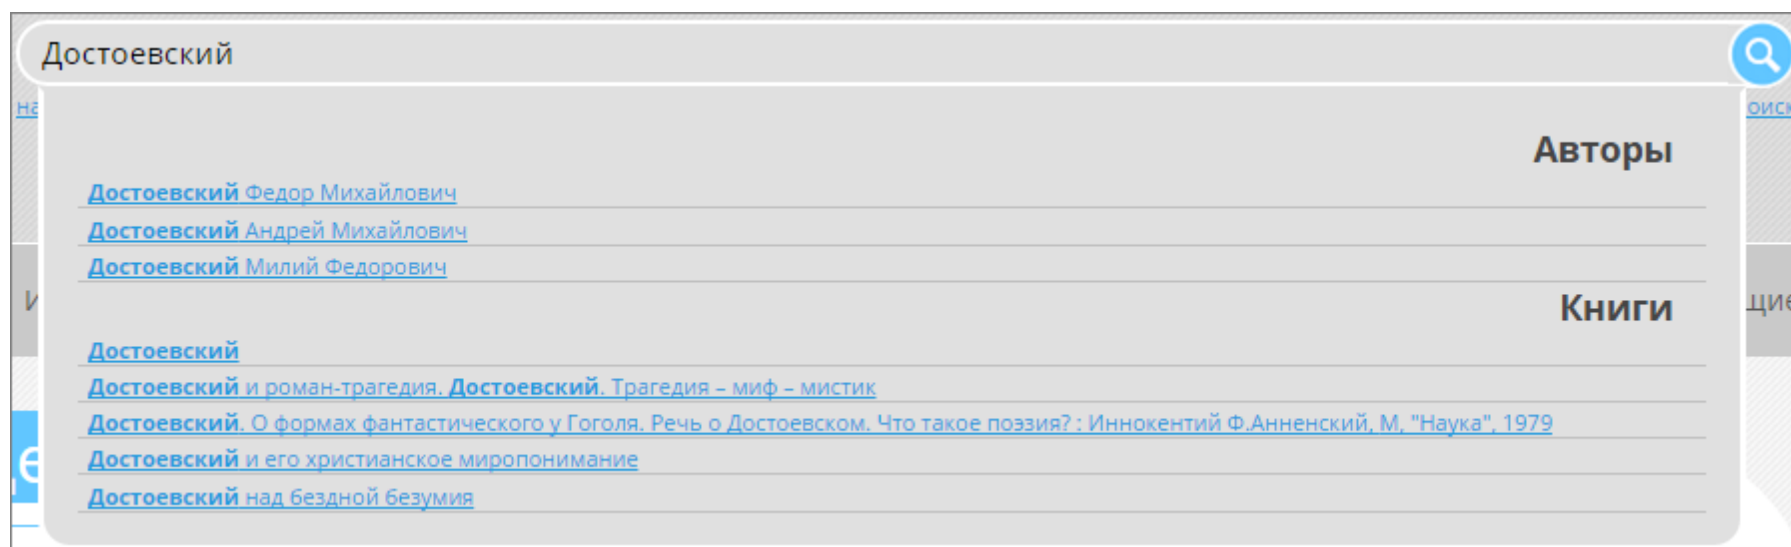 Достоевский
Авторы
Достоевский Федор Михайлович
Достоевский Андрей Михайлович
Достоевский Милий Федорович
Книги
Достоевский
Достоевский и роман-трагедия. Достоевский. Трагедия – миф – мистик
Достоевский. О формах фантастического у Гоголя. Речь о Достоевском. Что такое поэзия? : Иннокентий Ф.Анненский, М, "Наука", 1979
Достоевский и его христианское миропонимание
Достоевский над бездной безумия